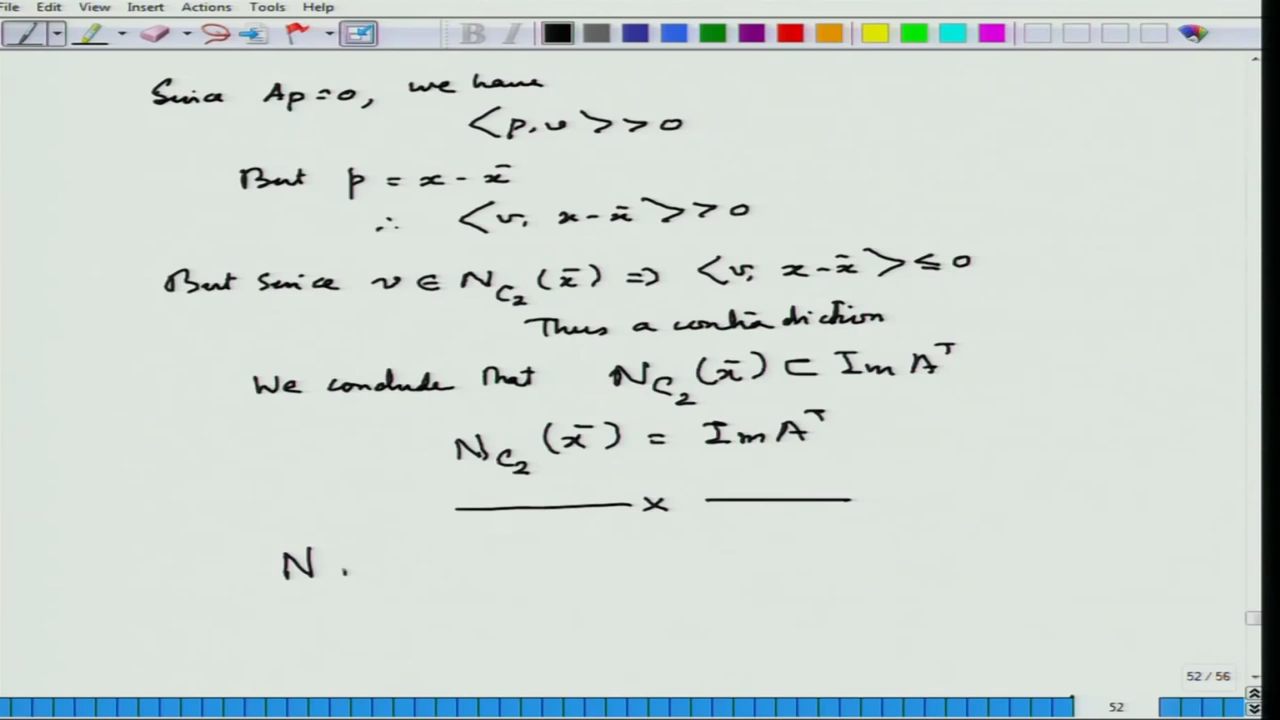 File Edit View Insert Actions Tools Help
B I
Since Ap=0, we have
<p, v> > 0
But p = x - x̄
∴ <v, x - x̄> > 0
But since v ∈ N_{C_2}(x̄) ⇒ <v, x - x̄> ≤ 0
Thus a contradiction
We conclude that N_{C_2}(x̄) ⊂ Im A^T
N_{C_2}(x̄) = Im A^T
x
N .
52 / 56
52